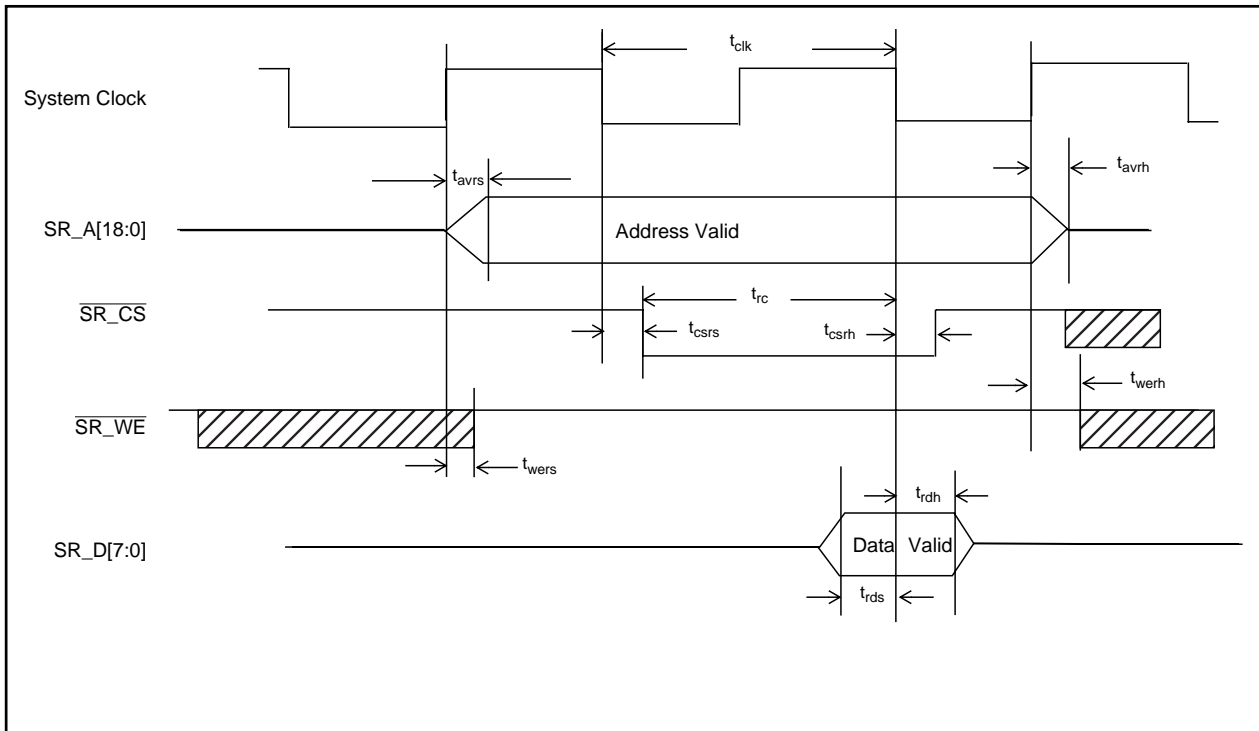 t_clk
System Clock
t_avrs
t_avrh
SR_A[18:0]
Address Valid
t_rc
SR_CS
t_csrs
t_csrh
t_werh
SR_WE
t_wers
t_rdh
SR_D[7:0]
Data Valid
t_rds